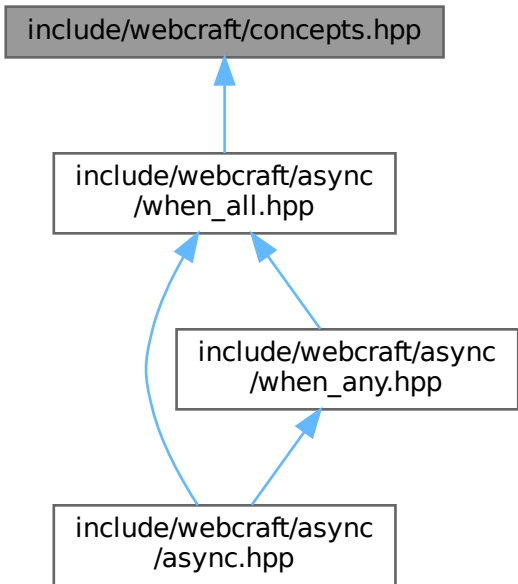 include/webcraft/concepts.hpp
include/webcraft/async
/when_all.hpp
include/webcraft/async
/when_any.hpp
include/webcraft/async
/async.hpp